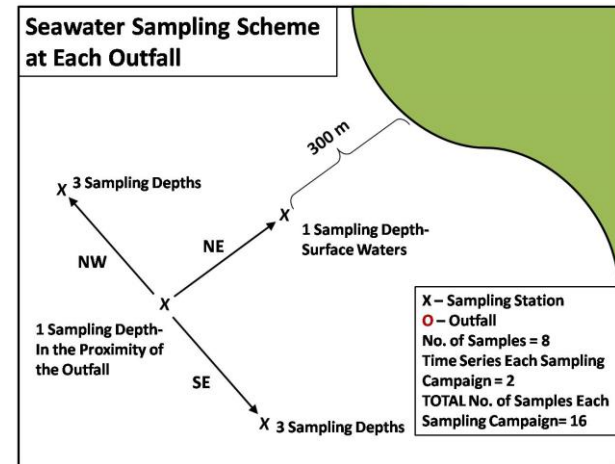 Seawater Sampling Scheme
at Each Outfall
300 m
X 3 Sampling Depths
X
1 Sampling Depth-
Surface Waters
NE
NW
X
1 Sampling Depth-
In the Proximity of
the Outfall
SE
X 3 Sampling Depths
X – Sampling Station
O – Outfall
No. of Samples = 8
Time Series Each Sampling
Campaign = 2
TOTAL No. of Samples Each
Sampling Campaign= 16